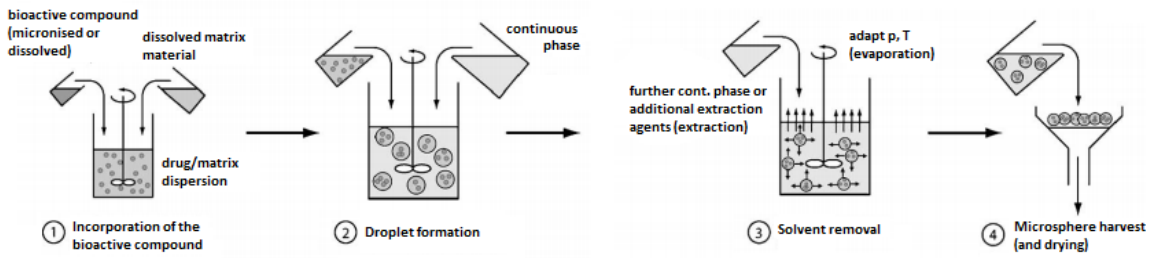 bioactive compound
(micronised or
dissolved)
dissolved matrix
material
drug/matrix
dispersion
1 Incorporation of the
bioactive compound
continuous
phase
2 Droplet formation
further cont. phase or
additional extraction
agents (extraction)
adapt p, T
(evaporation)
3 Solvent removal
4 Microsphere harvest
(and drying)